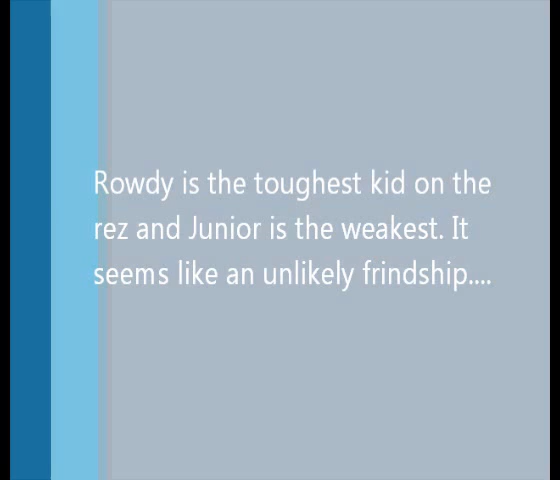 Rowdy is the toughest kid on the
rez and Junior is the weakest. It
seems like an unlikely frindship....